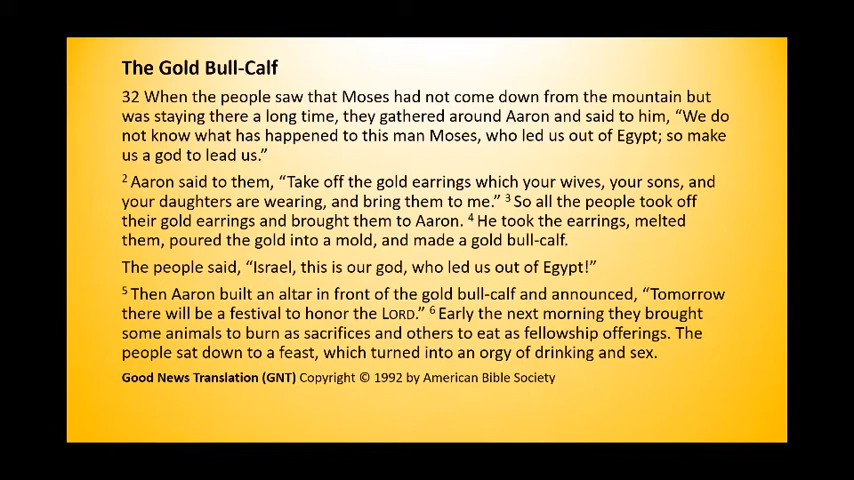 The Gold Bull-Calf
32 When the people saw that Moses had not come down from the mountain but
was staying there a long time, they gathered around Aaron and said to him, “We do
not know what has happened to this man Moses, who led us out of Egypt; so make
us a god to lead us.”
2 Aaron said to them, “Take off the gold earrings which your wives, your sons, and
your daughters are wearing, and bring them to me.” 3 So all the people took off
their gold earrings and brought them to Aaron. 4 He took the earrings, melted
them, poured the gold into a mold, and made a gold bull-calf.
The people said, “Israel, this is our god, who led us out of Egypt!”
5 Then Aaron built an altar in front of the gold bull-calf and announced, “Tomorrow
there will be a festival to honor the LORD.” 6 Early the next morning they brought
some animals to burn as sacrifices and others to eat as fellowship offerings. The
people sat down to a feast, which turned into an orgy of drinking and sex.
Good News Translation (GNT) Copyright © 1992 by American Bible Society